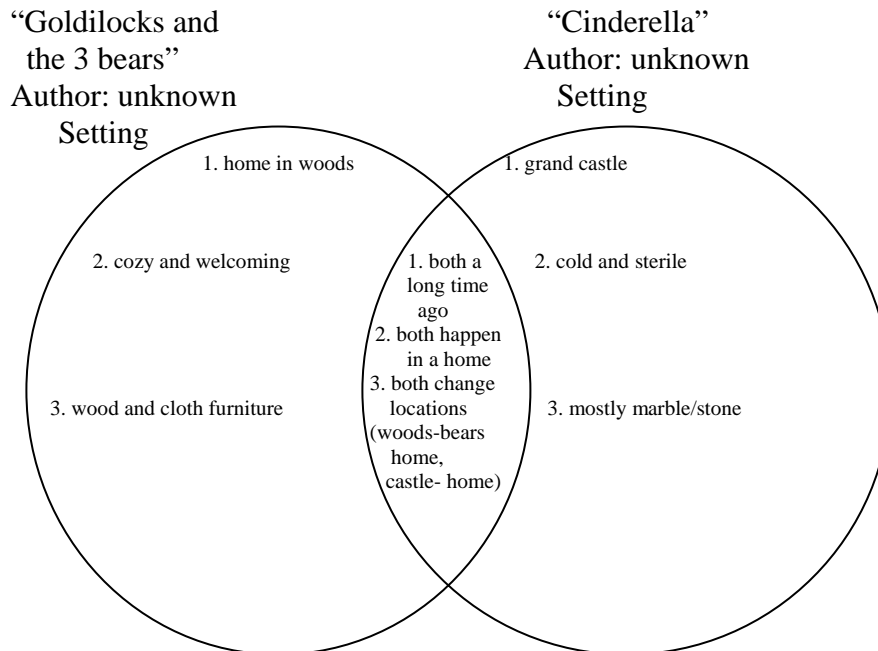 “Goldilocks and
the 3 bears”
Author: unknown
Setting
“Cinderella”
Author: unknown
Setting
1. home in woods
2. cozy and welcoming
3. wood and cloth furniture
1. both a
long time
ago
2. both happen
in a home
3. both change
locations
(woods-bears
home,
castle- home)
1. grand castle
2. cold and sterile
3. mostly marble/stone